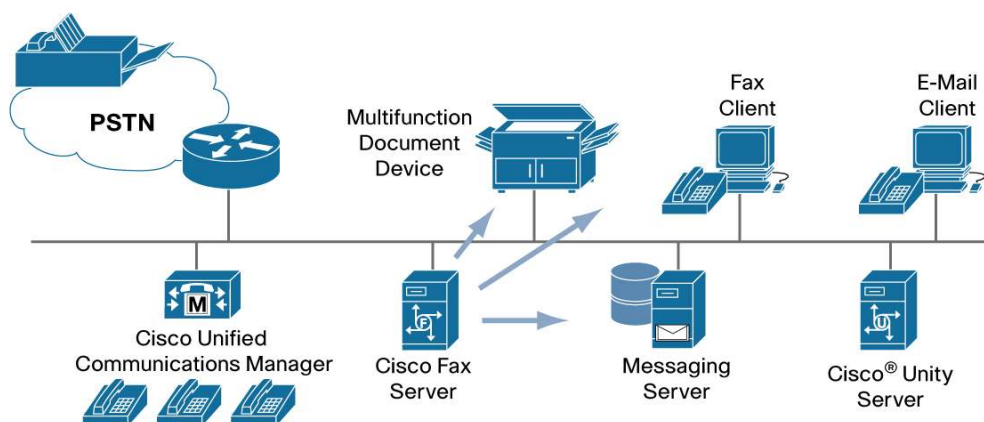 PSTN
Multifunction
Document
Device
Fax
Client
E-Mail
Client
M
Cisco Unified
Communications Manager
F
Cisco Fax
Server
Messaging
Server
U
Cisco® Unity
Server